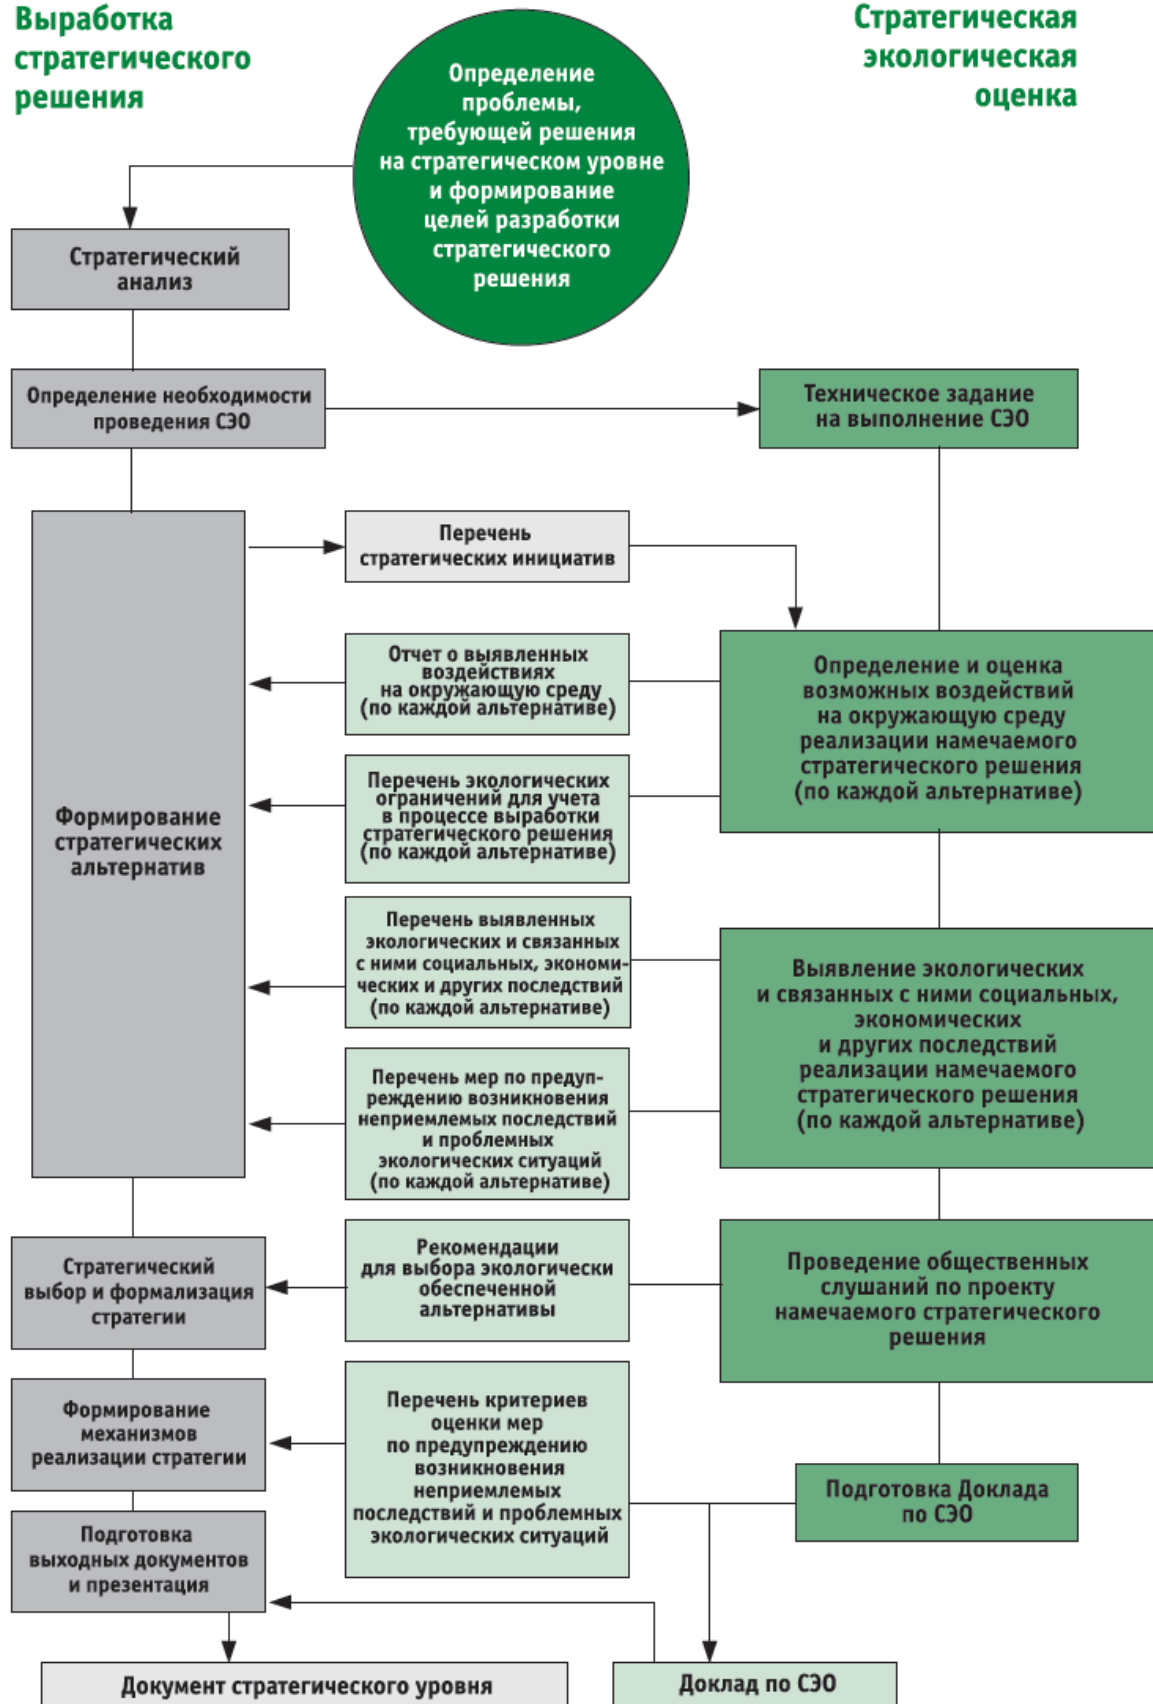 Выработка
стратегического
решения
Стратегическая
экологическая
оценка
Определение
проблемы,
требующей решения
на стратегическом уровне
и формирование
целей разработки
стратегического
решения
Стратегический
анализ
Определение необходимости
проведения СЭО
Техническое задание
на выполнение СЭО
Перечень
стратегических инициатив
Формирование
стратегических
альтернатив
Отчет о выявленных
воздействиях
на окружающую среду
(по каждой альтернативе)
Определение и оценка
возможных воздействий
на окружающую среду
реализации намечаемого
стратегического решения
(по каждой альтернативе)
Перечень экологических
ограничений для учета
в процессе выработки
стратегического решения
(по каждой альтернативе)
Перечень выявленных
экологических и связанных
с ними социальных, экономи-
ческих и других последствий
(по каждой альтернативе)
Выявление экологических
и связанных с ними социальных,
экономических
и других последствий
реализации намечаемого
стратегического решения
(по каждой альтернативе)
Перечень мер по предуп-
реждению возникновения
неприемлемых последствий
и проблемных
экологических ситуаций
(по каждой альтернативе)
Стратегический
выбор и формализация
стратегии
Рекомендации
для выбора экологически
обеспеченной
альтернативы
Проведение общественных
слушаний по проекту
намечаемого стратегического
решения
Формирование
механизмов
реализации стратегии
Перечень критериев
оценки мер
по предупреждению
возникновения
неприемлемых
последствий и проблемных
экологических ситуаций
Подготовка Доклада
по СЭО
Подготовка
выходных документов
и презентация
Документ стратегического уровня
Доклад по СЭО